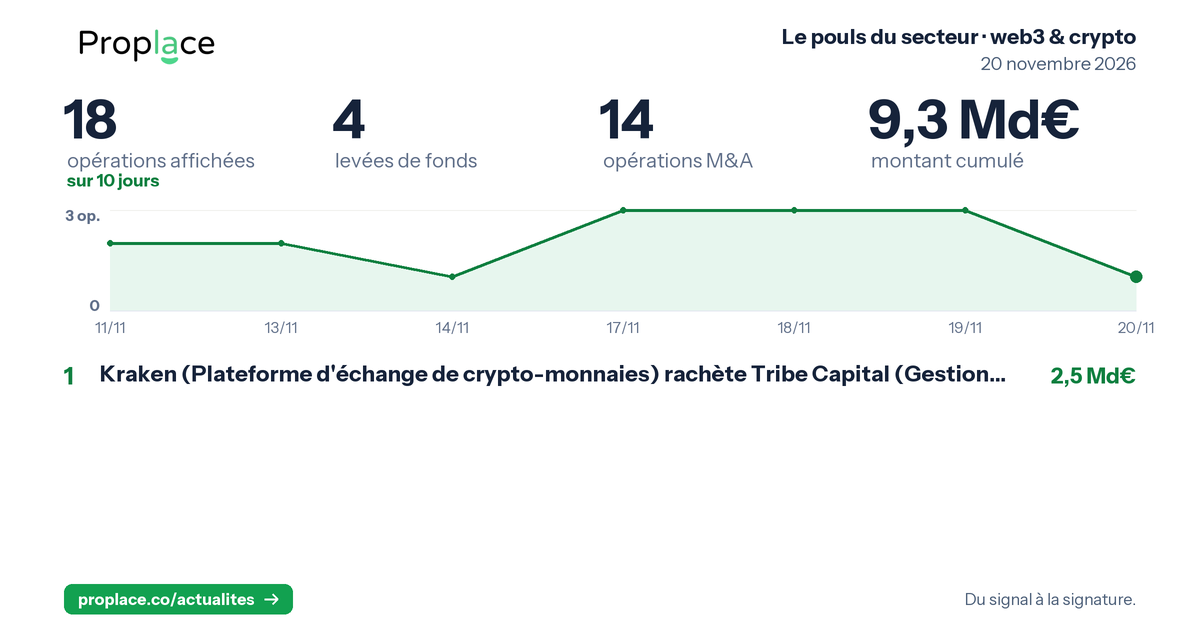 Proplace
Le pouls du secteur · web3 & crypto
20 novembre 2026
18
opérations affichées
sur 10 jours
4
levées de fonds
14
opérations M&A
9,3 Md€
montant cumulé
3 op.
0
11/11 13/11 14/11 17/11 18/11 19/11 20/11
1 Kraken (Plateforme d'échange de crypto-monnaies) rachète Tribe Capital (Gestion... 2,5 Md€
proplace.co/actualites →
Du signal à la signature.